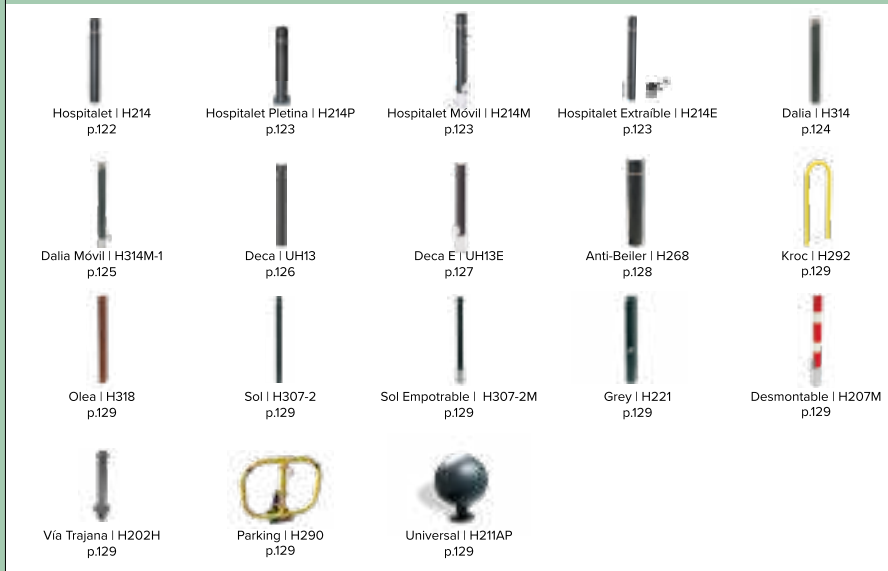 Hospitalet | H214
p.122
Hospitalet Pletina | H214P
p.123
Hospitalet Móvil | H214M
p.123
Hospitalet Extraíble | H214E
p.123
Dalia | H314
p.124
Dalia Móvil | H314M-1
p.125
Deca | UH13
p.126
Deca E | UH13E
p.127
Anti-Beiler | H268
p.128
Kroc | H292
p.129
Olea | H318
p.129
Sol | H307-2
p.129
Sol Empotrable | H307-2M
p.129
Grey | H221
p.129
Desmontable | H207M
p.129
Vía Trajana | H202H
p.129
Parking | H290
p.129
Universal | H211AP
p.129